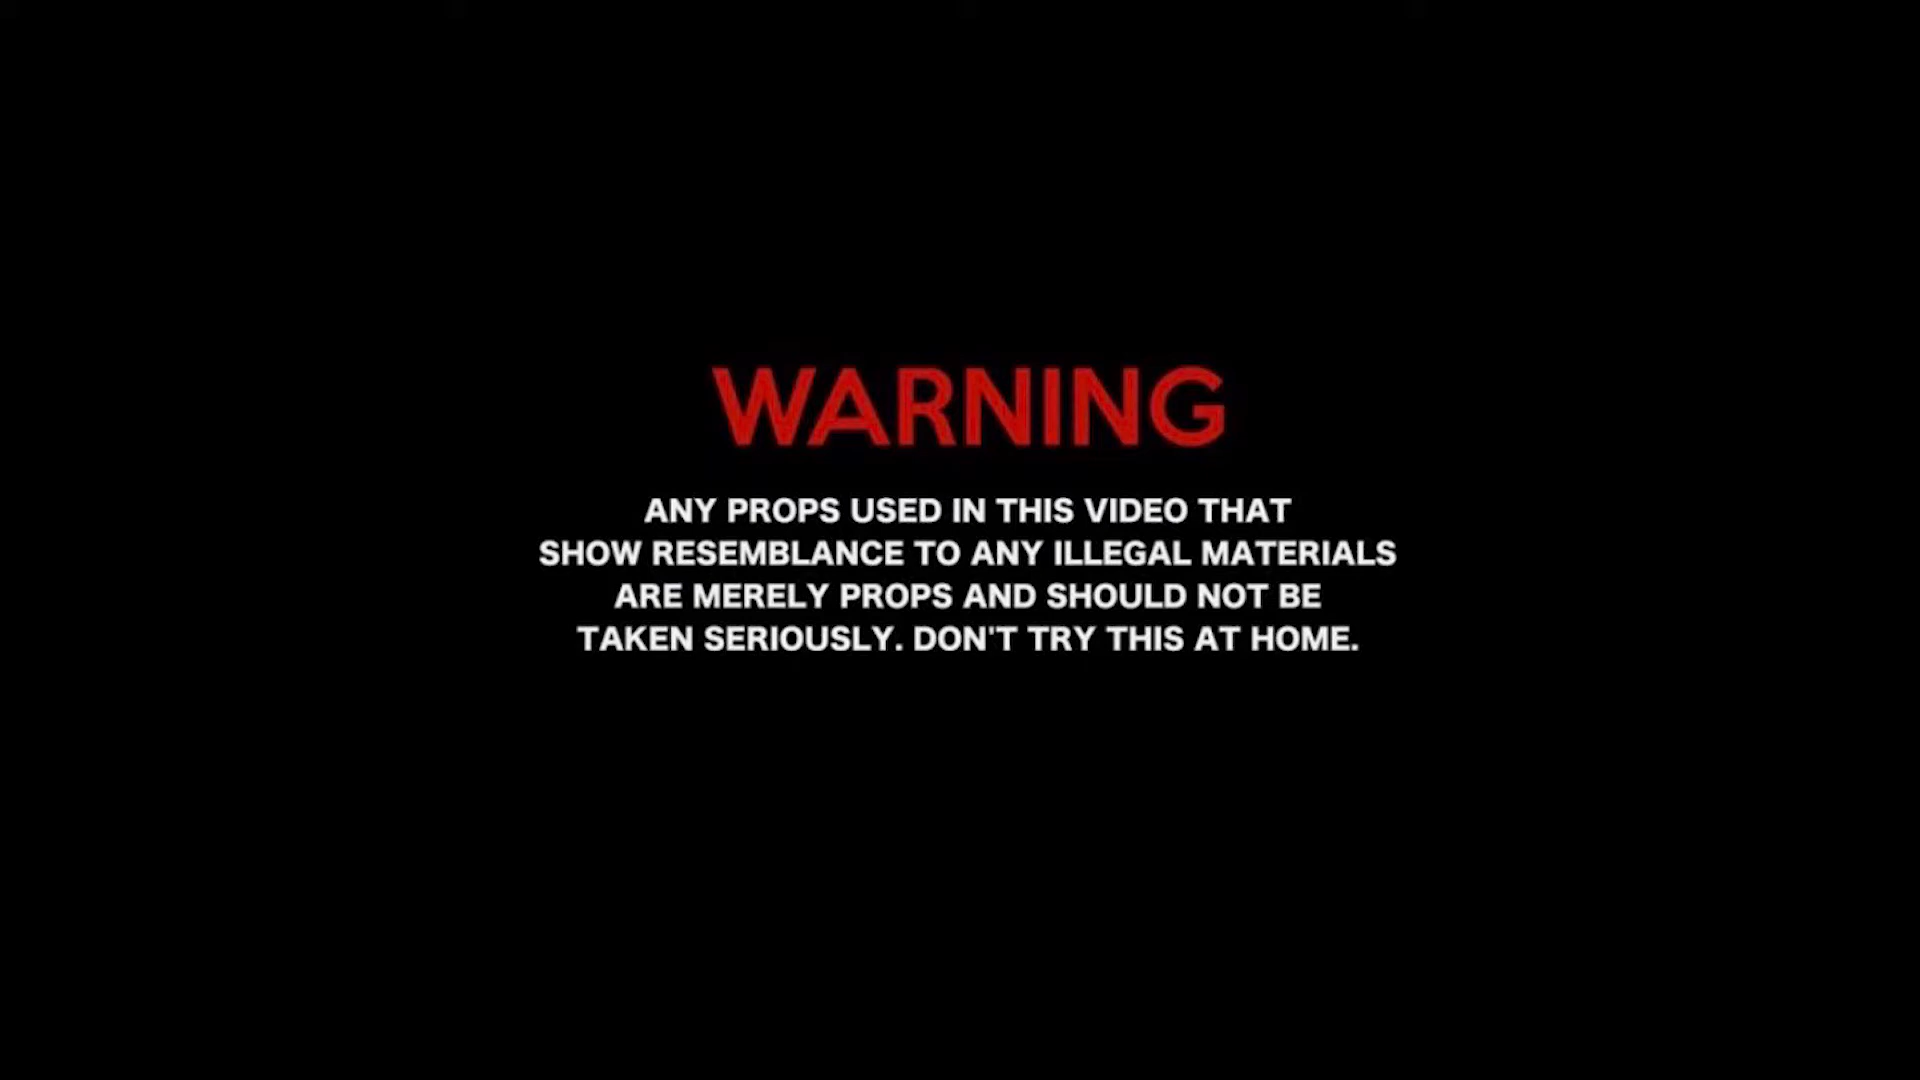 WARNING
ANY PROPS USED IN THIS VIDEO THAT
SHOW RESEMBLANCE TO ANY ILLEGAL MATERIALS
ARE MERELY PROPS AND SHOULD NOT BE
TAKEN SERIOUSLY. DON'T TRY THIS AT HOME.